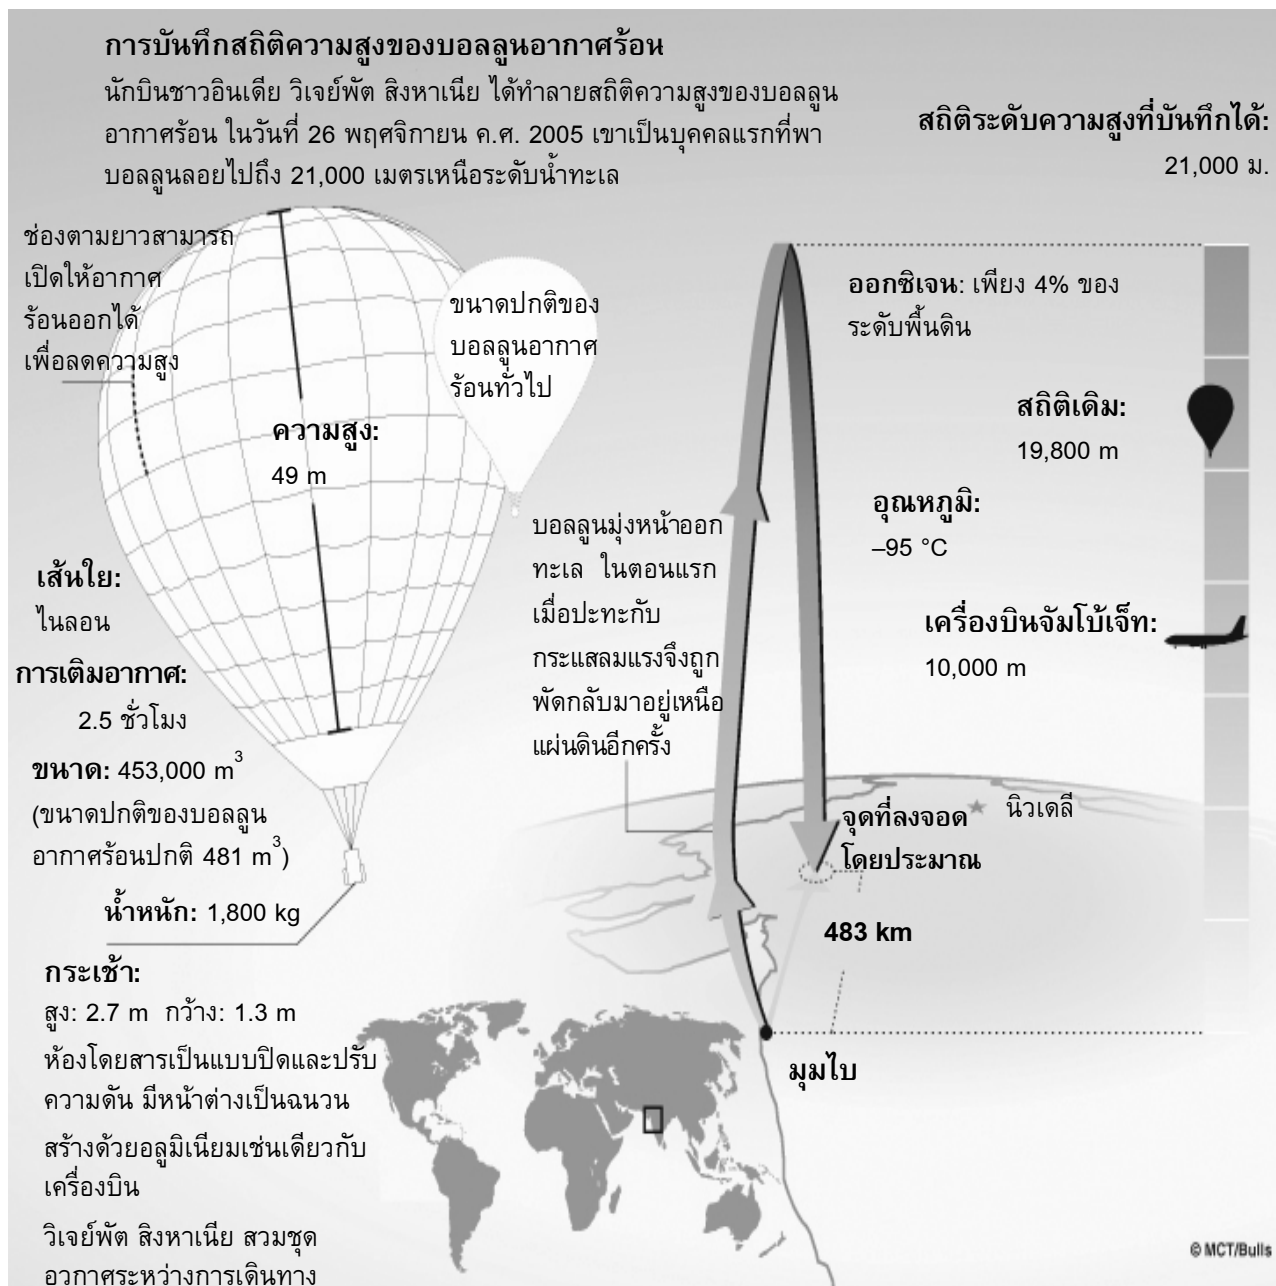 การบันทึกสถิติความสูงของบอลลูนอากาศร้อน
นักบินชาวอินเดีย วิเจย์พัต สิงหาเนีย ได้ทำลายสถิติความสูงของบอลลูน
อากาศร้อน ในวันที่ 26 พฤศจิกายน ค.ศ. 2005 เขาเป็นบุคคลแรกที่พา
บอลลูนลอยไปถึง 21,000 เมตรเหนือระดับน้ำทะเล
สถิติระดับความสูงที่บันทึกได้:
21,000 ม.
ช่องตามยาวสามารถ
เปิดให้อากาศ
ร้อนออกได้
เพื่อลดความสูง
ขนาดปกติของ
บอลลูนอากาศ
ร้อนทั่วไป
ความสูง:
49 m
ออกซิเจน: เพียง 4% ของ
ระดับพื้นดิน
สถิติเดิม:
19,800 m
อุณหภูมิ:
–95 °C
เครื่องบินจัมโบ้เจ็ท:
10,000 m
บอลลูนมุ่งหน้าออก
ทะเล ในตอนแรก
เมื่อปะทะกับ
กระแสลมแรงจึงถูก
พัดกลับมาอยู่เหนือ
แผ่นดินอีกครั้ง
เส้นใย:
ไนลอน
การเติมอากาศ:
2.5 ชั่วโมง
ขนาด: 453,000 m³
(ขนาดปกติของบอลลูน
อากาศร้อนปกติ 481 m³)
น้ำหนัก: 1,800 kg
กระเช้า:
สูง: 2.7 m กว้าง: 1.3 m
ห้องโดยสารเป็นแบบปิดและปรับ
ความดัน มีหน้าต่างเป็นฉนวน
สร้างด้วยอลูมิเนียมเช่นเดียวกับ
เครื่องบิน
วิเจย์พัต สิงหาเนีย สวมชุด
อวกาศระหว่างการเดินทาง
นิวเดลี
จุดที่ลงจอด
โดยประมาณ
483 km
มุมไบ
© MCT/Bulls